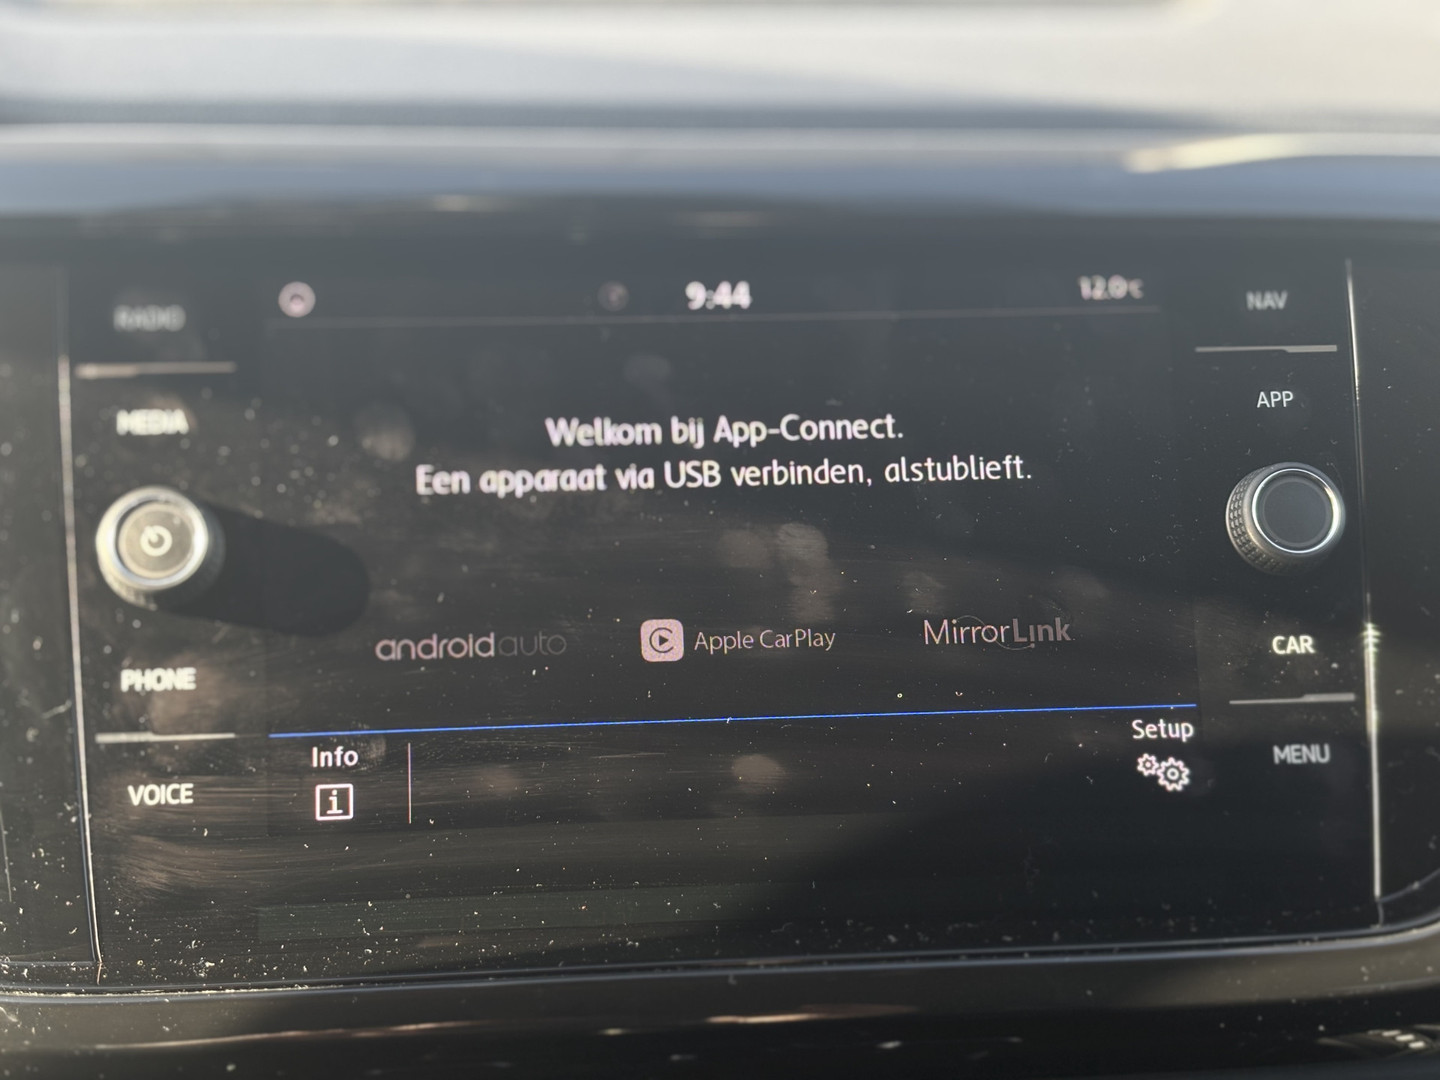 9:44
12.0°C
RADIO
MEDIA
PHONE
VOICE
Welkom bij App-Connect.
Een apparaat via USB verbinden, alstublieft.
androidauto
Apple CarPlay
MirrorLink
Info
i
Setup
NAV
APP
CAR
MENU